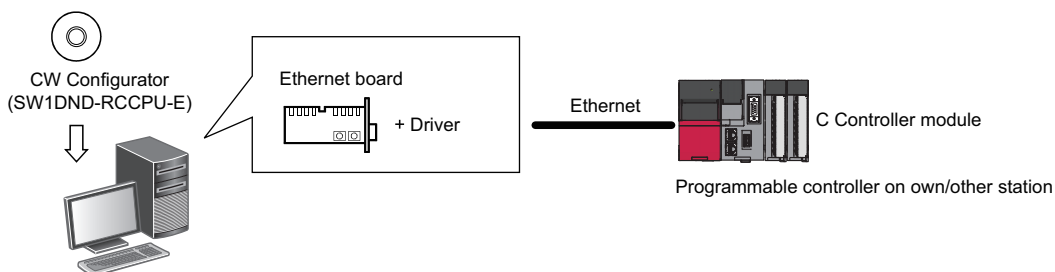 CW Configurator
(SW1DND-RCCPU-E)
Ethernet board
+ Driver
Ethernet
C Controller module
Programmable controller on own/other station